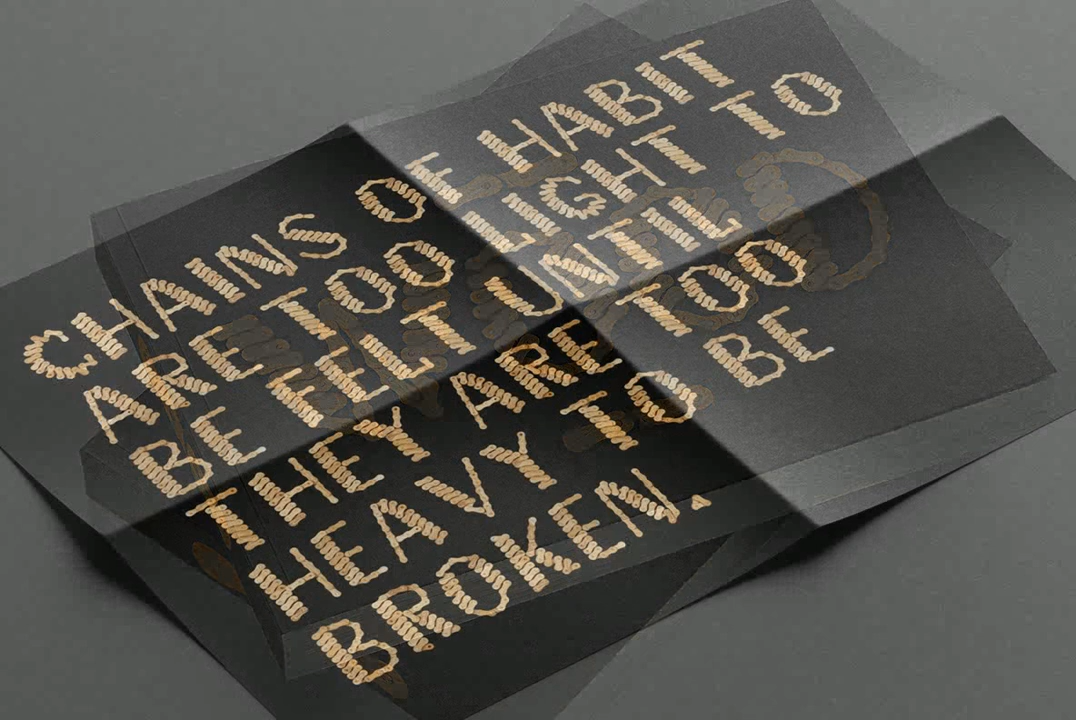 CHAINS OF HABIT
ARE TOO LIGHT TO
BE FELT UNTIL
THEY ARE TOO
HEAVY TO BE
BROKEN.